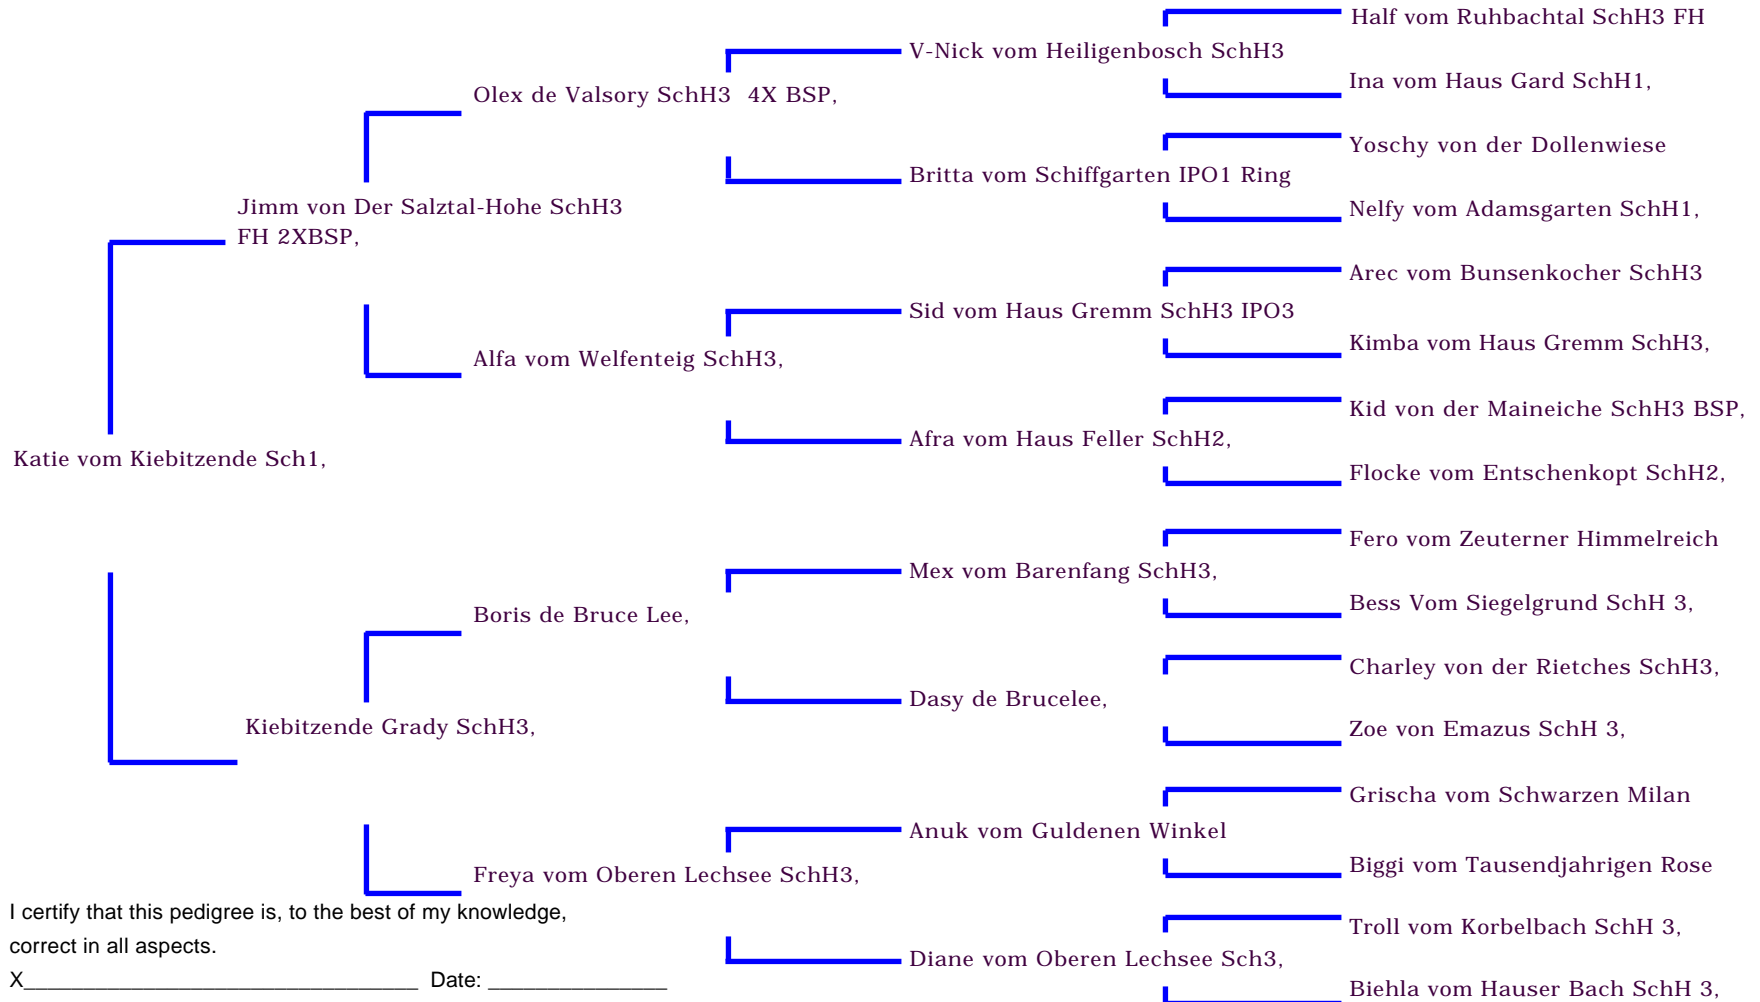 Half vom Ruhbachtal SchH3 FH
V-Nick vom Heiligenbosch SchH3
Ina vom Haus Gard SchH1,
Olex de Valsory SchH3  4X BSP,
Yoschy von der Dollenwiese
Britta vom Schiffgarten IPO1 Ring
Nelfy vom Adamsgarten SchH1,
Jimm von Der Salztal-Hohe SchH3
FH 2XBSP,
Arec vom Bunsenkocher SchH3
Sid vom Haus Gremm SchH3 IPO3
Kimba vom Haus Gremm SchH3,
Alfa vom Welfenteig SchH3,
Kid von der Maineiche SchH3 BSP,
Afra vom Haus Feller SchH2,
Flocke vom Entschenkopt SchH2,
Katie vom Kiebitzende Sch1,
Fero vom Zeuterner Himmelreich
Mex vom Barenfang SchH3,
Bess Vom Siegelgrund SchH 3,
Boris de Bruce Lee,
Charley von der Rietches SchH3,
Dasy de Brucelee,
Zoe von Emazus SchH 3,
Kiebitzende Grady SchH3,
Grischa vom Schwarzen Milan
Anuk vom Guldenen Winkel
Biggi vom Tausendjahrigen Rose
Freya vom Oberen Lechsee SchH3,
Troll vom Korbelbach SchH 3,
Diane vom Oberen Lechsee Sch3,
Biehla vom Hauser Bach SchH 3,
I certify that this pedigree is, to the best of my knowledge,
correct in all aspects.
X___________________________________ Date: ________________